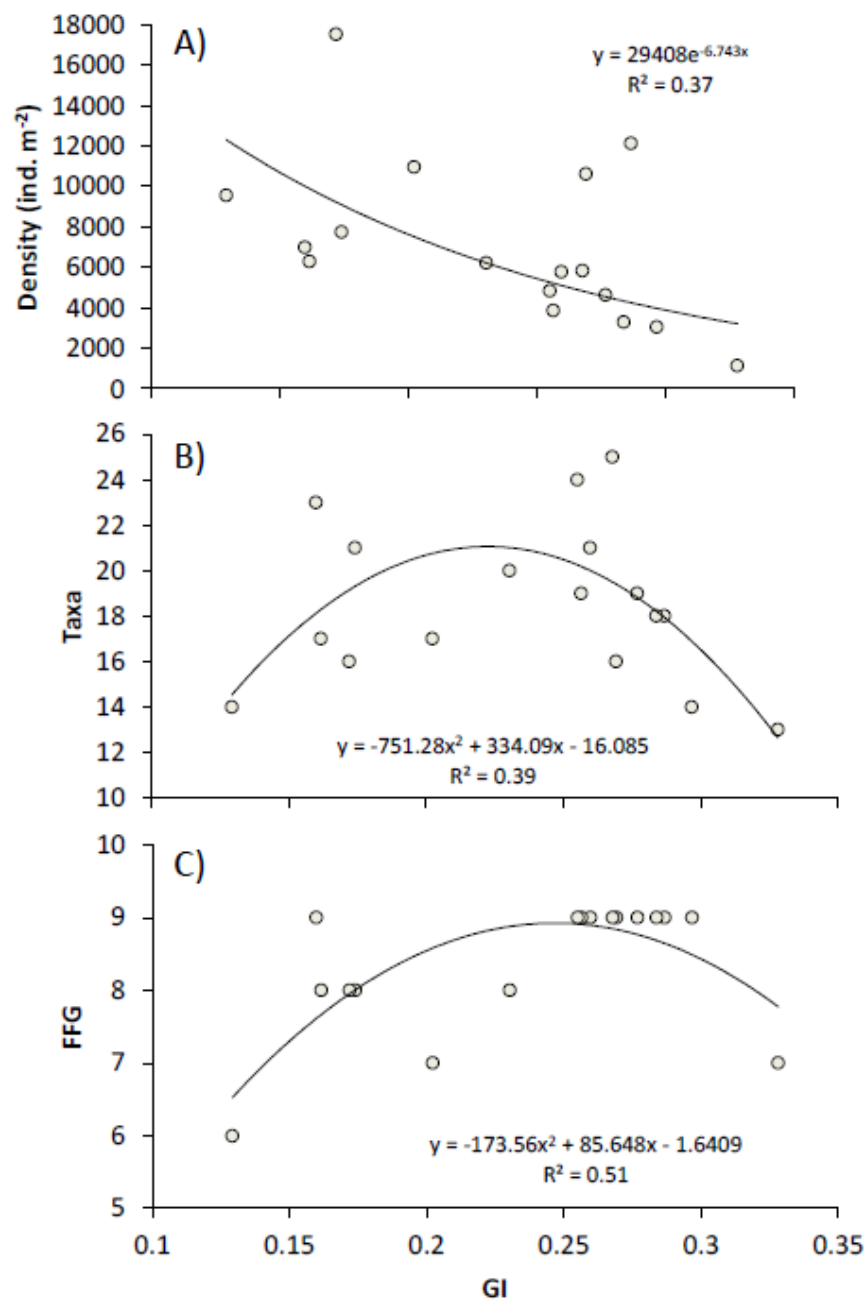 A)
y = 29408e^-6.743x
R² = 0.37
18000
16000
14000
12000
10000
8000
6000
4000
2000
0
Density (ind. m⁻²)
B)
26
24
22
20
18
16
14
12
10
Taxa
y = -751.28x² + 334.09x - 16.085
R² = 0.39
C)
10
9
8
7
6
5
FFG
y = -173.56x² + 85.648x - 1.6409
R² = 0.51
0.1 0.15 0.2 0.25 0.3 0.35
GI